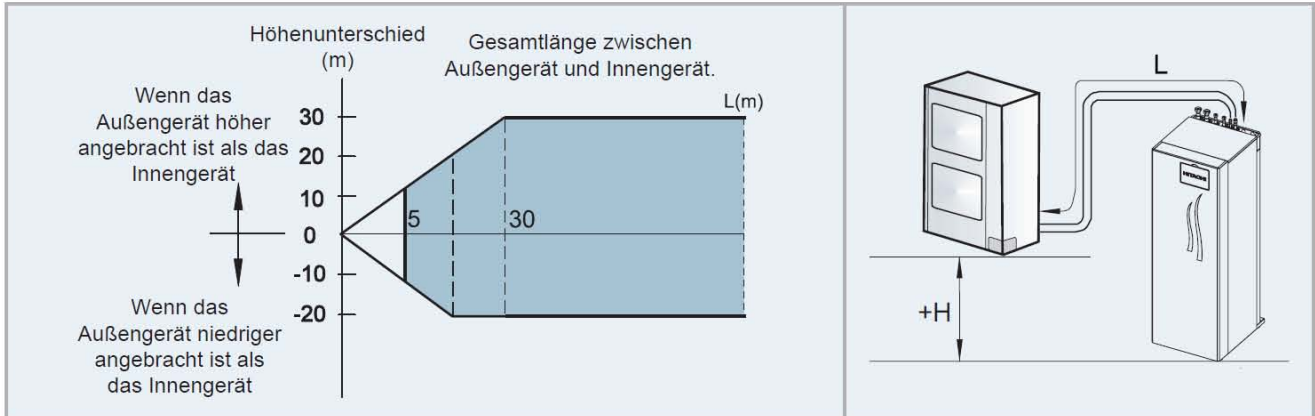 Höhenunterschied
(m)
Gesamtlänge zwischen
Außengerät und Innengerät.
L(m)
Wenn das
Außengerät höher
angebracht ist als das
Innengerät
30
20
10
0
-10
-20
5
30
Wenn das
Außengerät niedriger
angebracht ist als
das Innengerät
L
HITACHI
+H